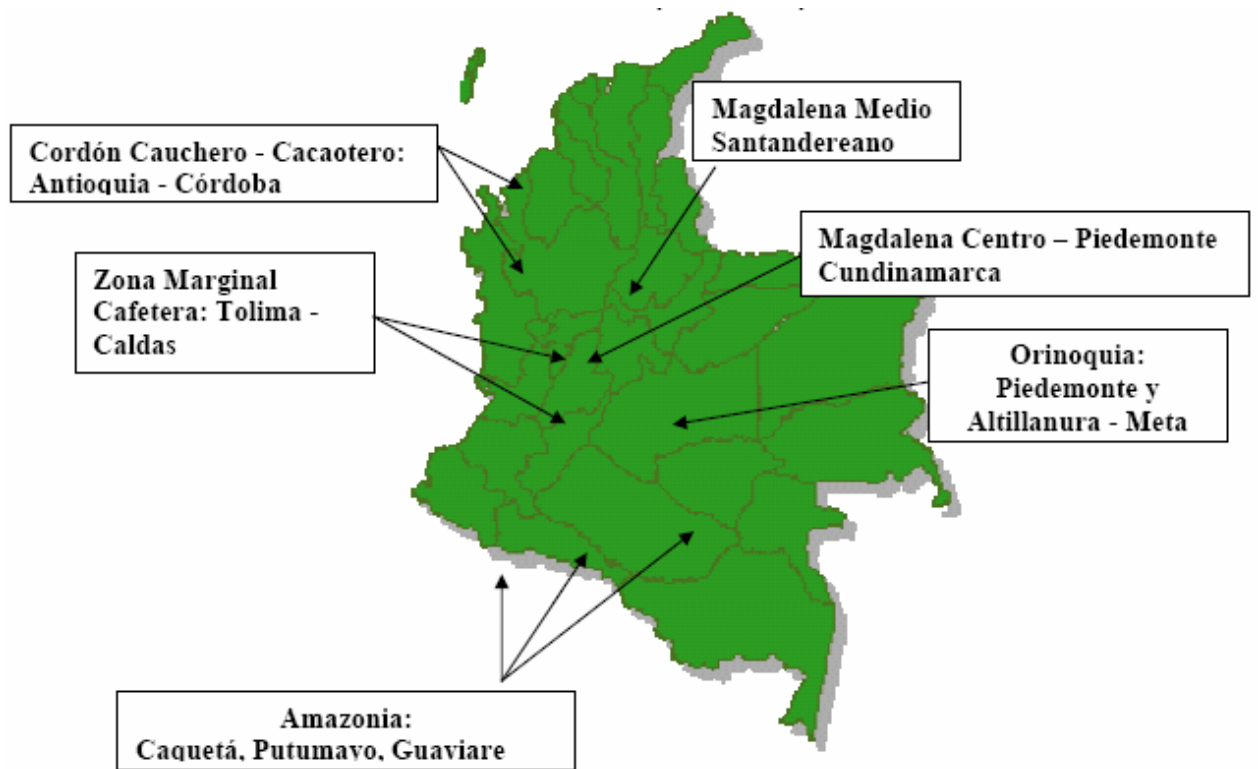 Magdalena Medio
Santandereano
Cordón Cauchero - Cacaotero:
Antioquia - Córdoba
Magdalena Centro – Piedemonte
Cundinamarca
Zona Marginal
Cafetera: Tolima -
Caldas
Orinoquia:
Piedemonte y
Altillanura - Meta
Amazonia:
Caquetá, Putumayo, Guaviare